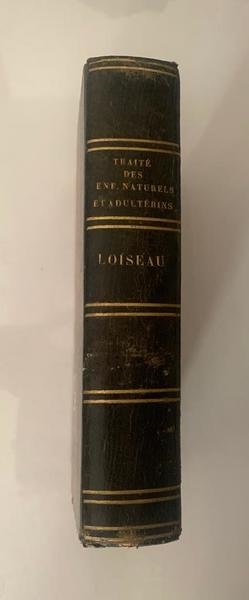 TRAITÉ
DES
ENF. NATURELS
ET ADULTÉRINS
LOISEAU